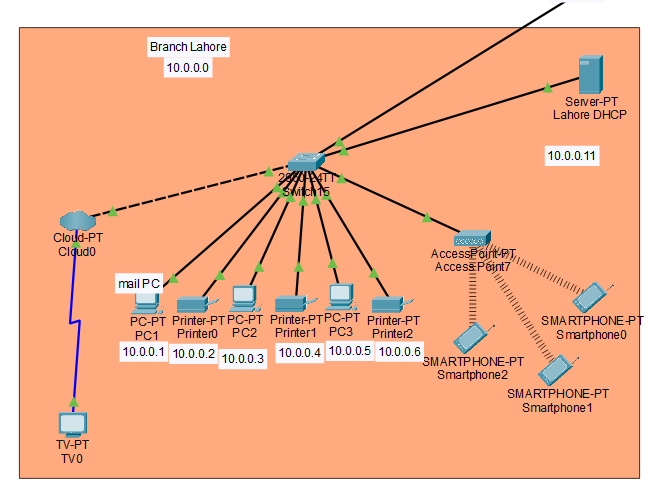 Branch Lahore
10.0.0.0
Server-PT
Lahore DHCP
10.0.0.11
2960-24TT
Switch15
Cloud-PT
Cloud0
AccessPoint-PT
Access Point7
mail PC
PC-PT
PC1
10.0.0.1
Printer-PT
Printer0
10.0.0.2
PC-PT
PC2
10.0.0.3
Printer-PT
Printer1
10.0.0.4
PC-PT
PC3
10.0.0.5
Printer-PT
Printer2
10.0.0.6
SMARTPHONE-PT
Smartphone0
SMARTPHONE-PT
Smartphone2
SMARTPHONE-PT
Smartphone1
TV-PT
TV0